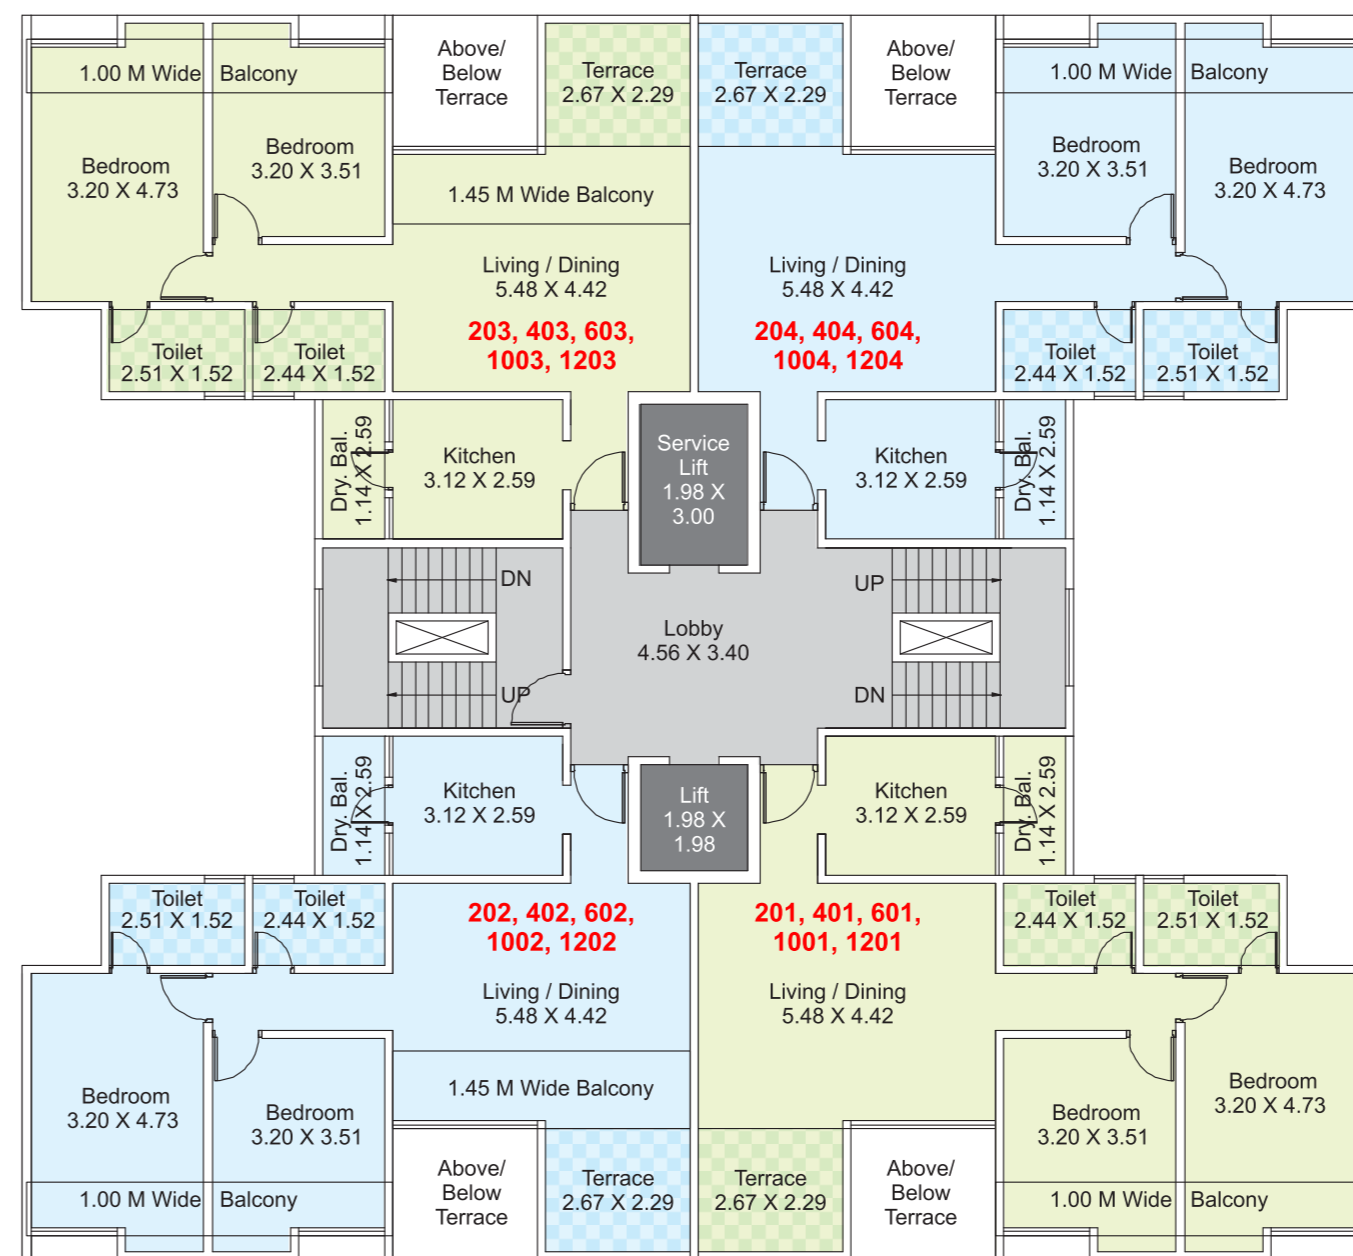 1.00 M Wide Balcony
Above/
Below
Terrace
Terrace
2.67 X 2.29
Terrace
2.67 X 2.29
Above/
Below
Terrace
1.00 M Wide Balcony
Bedroom
3.20 X 4.73
Bedroom
3.20 X 3.51
1.45 M Wide Balcony
Bedroom
3.20 X 3.51
Bedroom
3.20 X 4.73
Living / Dining
5.48 X 4.42
203, 403, 603,
1003, 1203
Living / Dining
5.48 X 4.42
204, 404, 604,
1004, 1204
Toilet
2.51 X 1.52
Toilet
2.44 X 1.52
Toilet
2.44 X 1.52
Toilet
2.51 X 1.52
Dry. Bal.
1.14 X 2.59
Kitchen
3.12 X 2.59
Service
Lift
1.98 X
3.00
Kitchen
3.12 X 2.59
Dry. Bal.
1.14 X 2.59
DN
UP
Lobby
4.56 X 3.40
UP
DN
Dry. Bal.
1.14 X 2.59
Kitchen
3.12 X 2.59
Lift
1.98 X
1.98
Kitchen
3.12 X 2.59
Dry. Bal.
1.14 X 2.59
Toilet
2.51 X 1.52
Toilet
2.44 X 1.52
202, 402, 602,
1002, 1202
Living / Dining
5.48 X 4.42
201, 401, 601,
1001, 1201
Living / Dining
5.48 X 4.42
Toilet
2.44 X 1.52
Toilet
2.51 X 1.52
Bedroom
3.20 X 4.73
Bedroom
3.20 X 3.51
1.45 M Wide Balcony
Bedroom
3.20 X 3.51
Bedroom
3.20 X 4.73
1.00 M Wide Balcony
Above/
Below
Terrace
Terrace
2.67 X 2.29
Terrace
2.67 X 2.29
Above/
Below
Terrace
1.00 M Wide Balcony